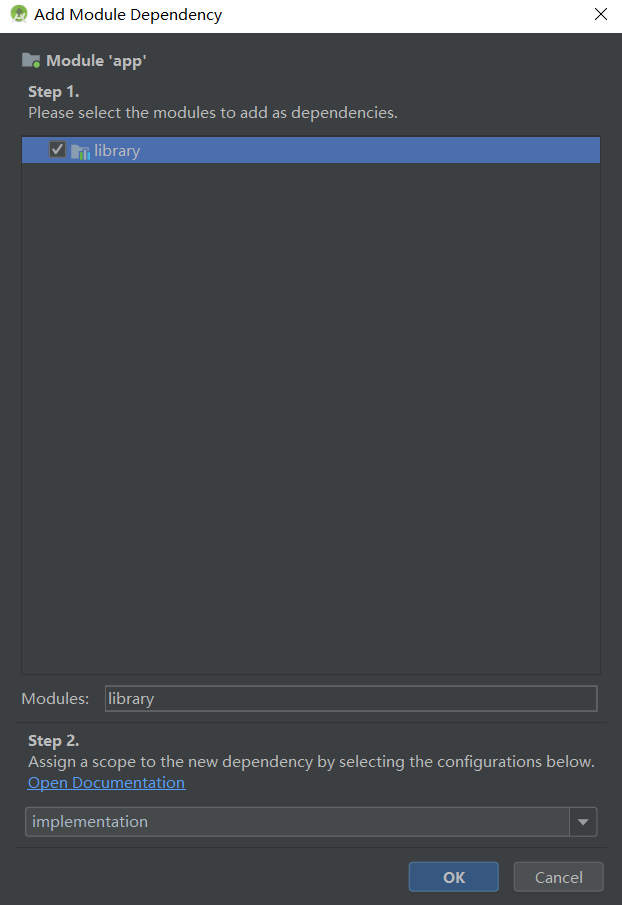 Add Module Dependency
Module 'app'
Step 1.
Please select the modules to add as dependencies.
library
Modules: library
Step 2.
Assign a scope to the new dependency by selecting the configurations below.
Open Documentation
implementation
OK Cancel